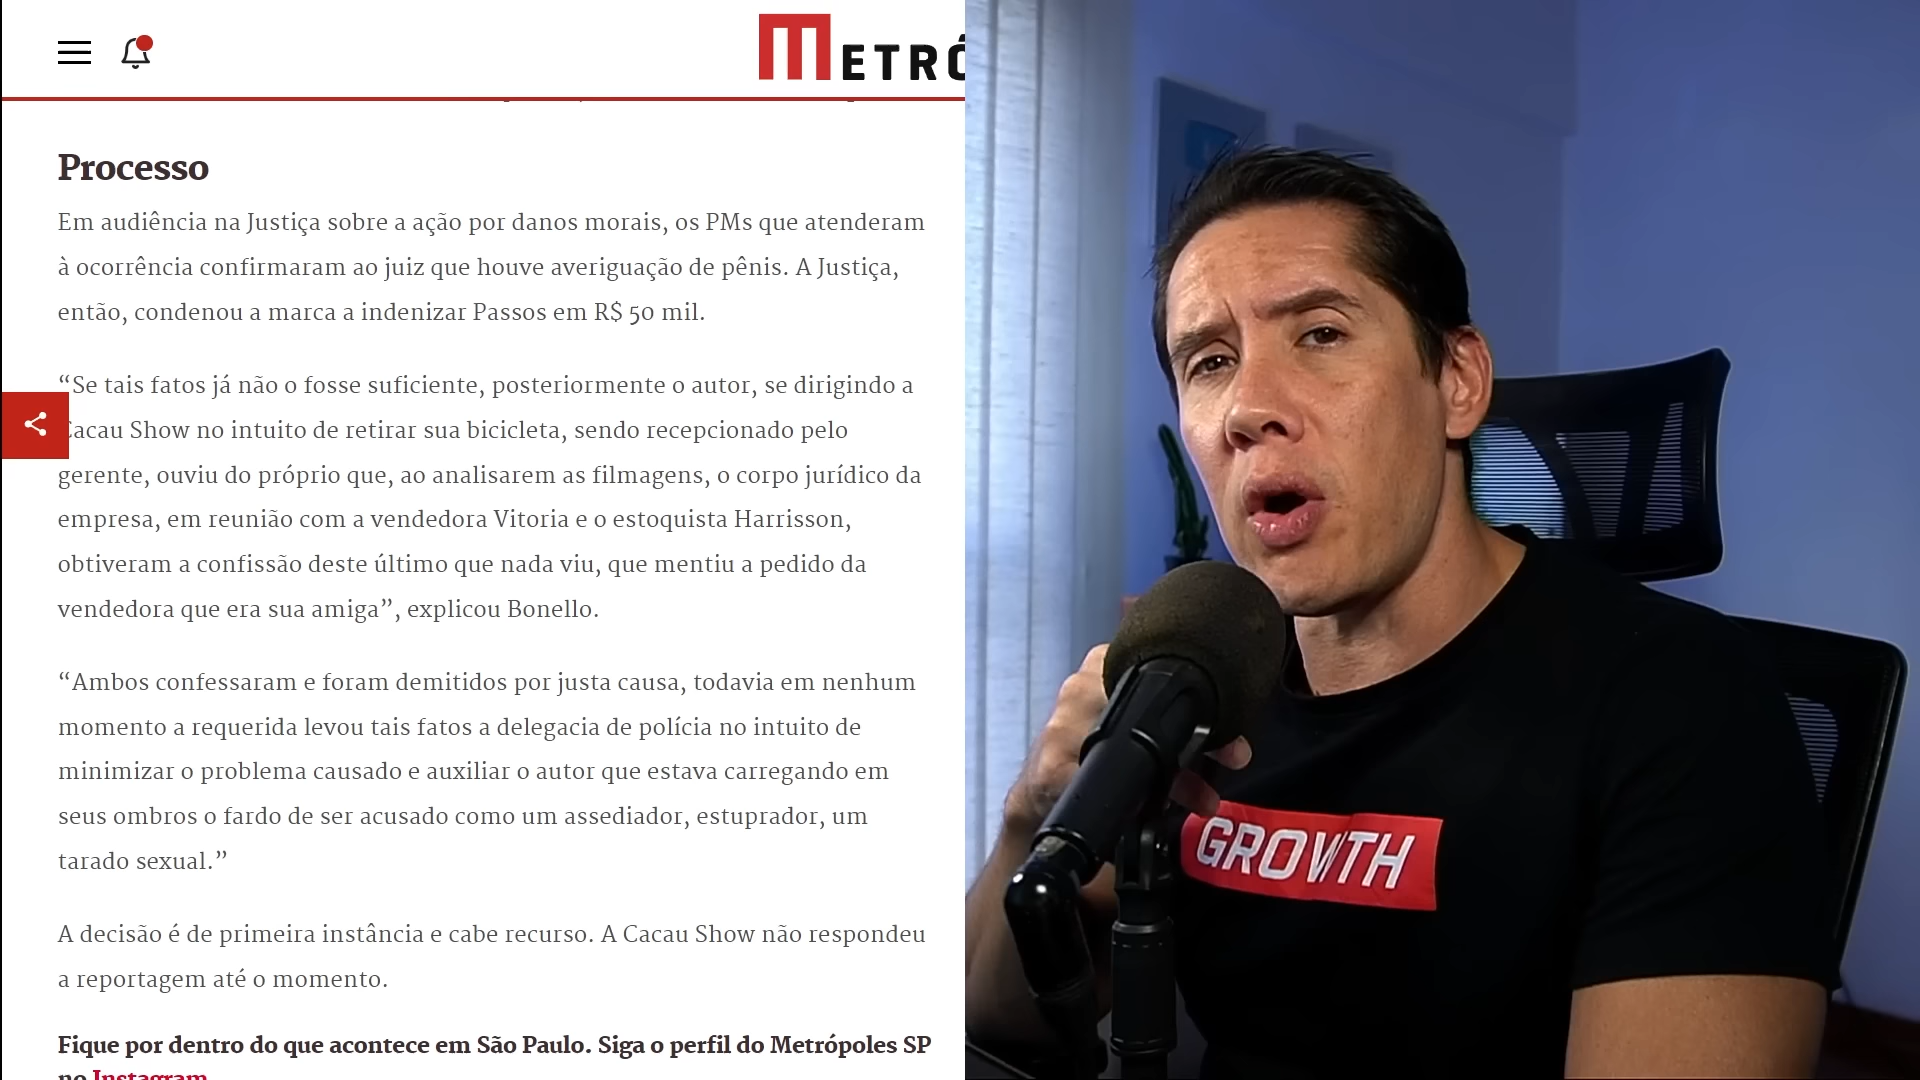 METRÓ
Processo
Em audiência na Justiça sobre a ação por danos morais, os PMs que atenderam
à ocorrência confirmaram ao juiz que houve averiguação de pênis. A Justiça,
então, condenou a marca a indenizar Passos em R$ 50 mil.
“Se tais fatos já não o fosse suficiente, posteriormente o autor, se dirigindo a
Cacau Show no intuito de retirar sua bicicleta, sendo recepcionado pelo
gerente, ouviu do próprio que, ao analisarem as filmagens, o corpo jurídico da
empresa, em reunião com a vendedora Vitoria e o estoquista Harrisson,
obtiveram a confissão deste último que nada viu, que mentiu a pedido da
vendedora que era sua amiga”, explicou Bonello.
“Ambos confessaram e foram demitidos por justa causa, todavia em nenhum
momento a requerida levou tais fatos a delegacia de polícia no intuito de
minimizar o problema causado e auxiliar o autor que estava carregando em
seus ombros o fardo de ser acusado como um assediador, estuprador, um
tarado sexual.”
A decisão é de primeira instância e cabe recurso. A Cacau Show não respondeu
a reportagem até o momento.
Fique por dentro do que acontece em São Paulo. Siga o perfil do Metrópoles SP
no Instagram
GROWTH